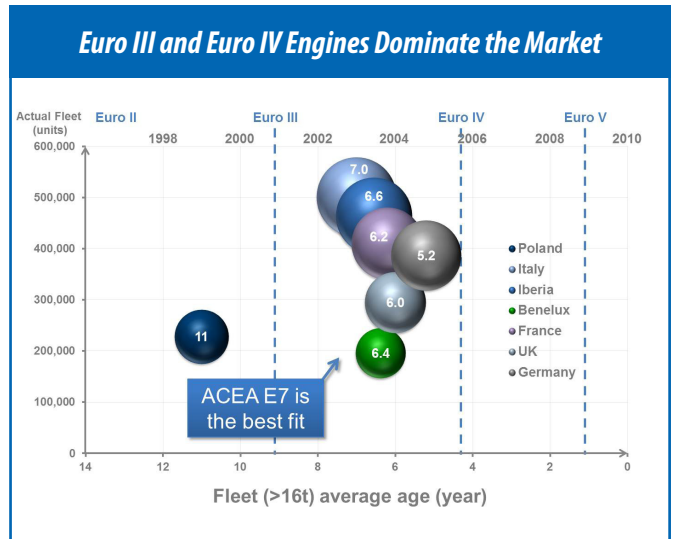 Euro III and Euro IV Engines Dominate the Market
Actual Fleet
(units)
Euro II
Euro III
Euro IV
Euro V
1998
2000
2002
2004
2006
2008
2010
600,000
500,000
400,000
300,000
200,000
100,000
0
7.0
6.6
6.2
5.2
6.0
11
6.4
Poland
Italy
Iberia
Benelux
France
UK
Germany
ACEA E7 is
the best fit
14
12
10
8
6
4
2
0
Fleet (>16t) average age (year)